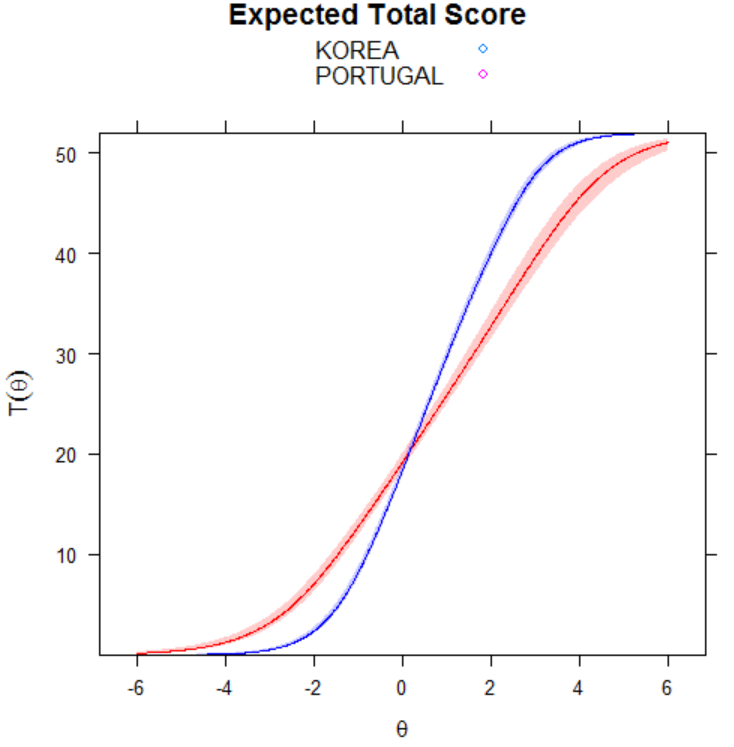 Expected Total Score
KOREA
PORTUGAL
50
40
30
20
10
T(θ)
-6 -4 -2 0 2 4 6
θ